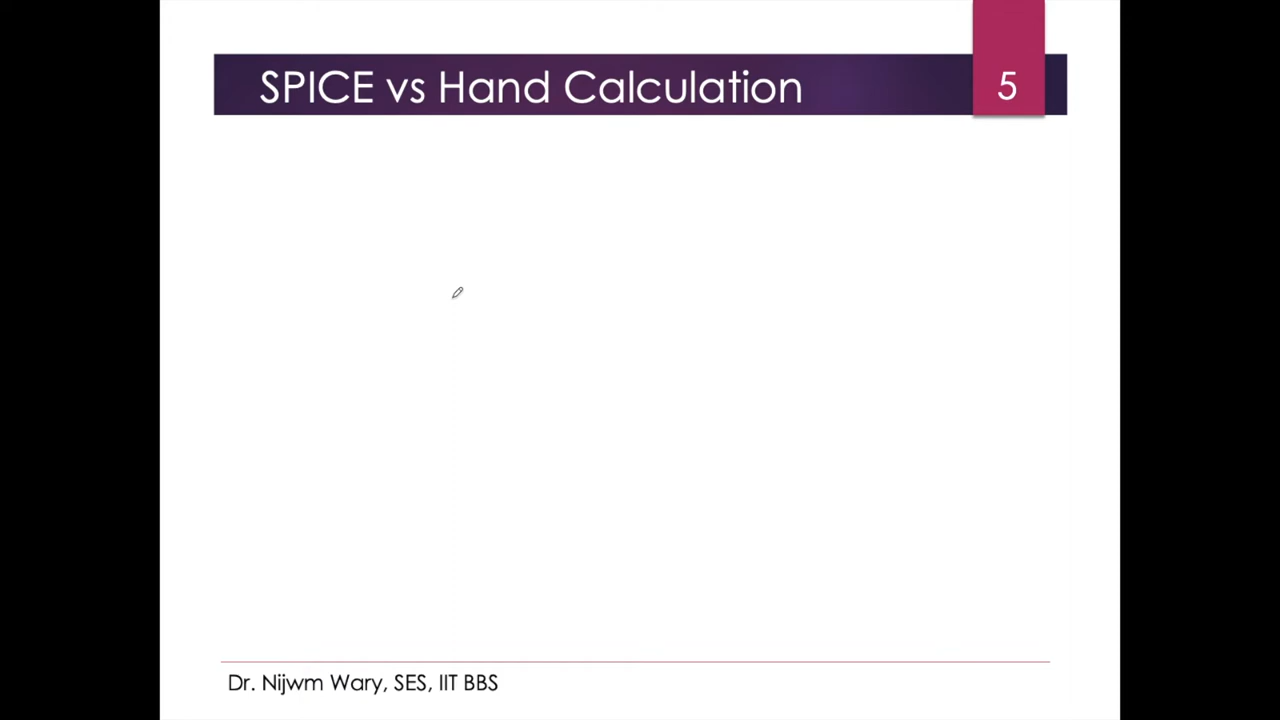 SPICE vs Hand Calculation
5
Dr. Nijwm Wary, SES, IIT BBS